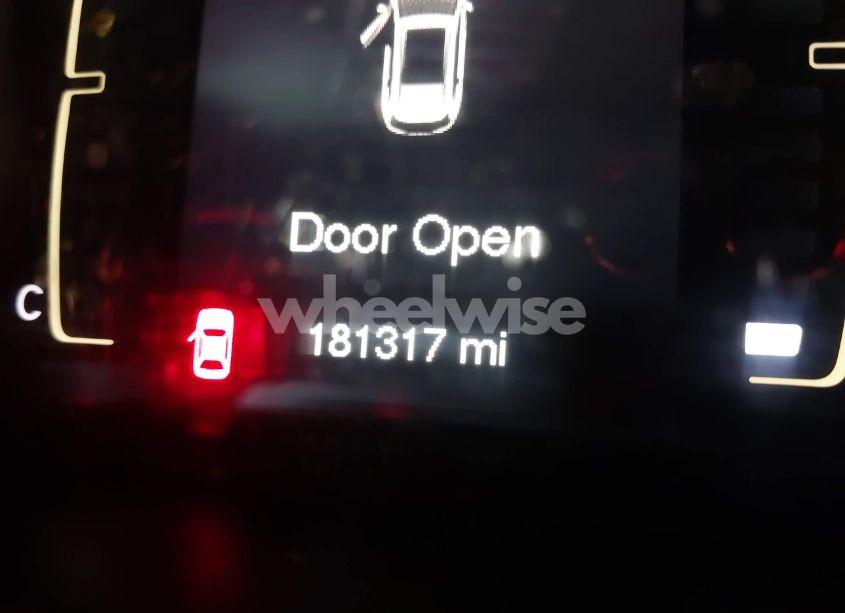 Door Open
wheelwise
181317 mi
C